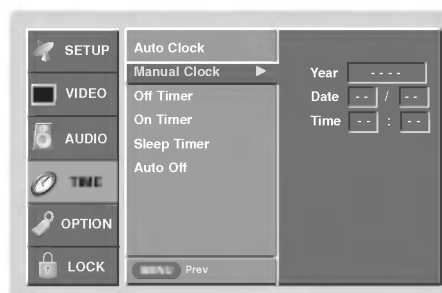 SETUP
VIDEO
AUDIO
TIME
OPTION
LOCK
Auto Clock
Manual Clock ▶
Off Timer
On Timer
Sleep Timer
Auto Off
MENU Prev
Year - - - -
Date - - / - -
Time - - : - -